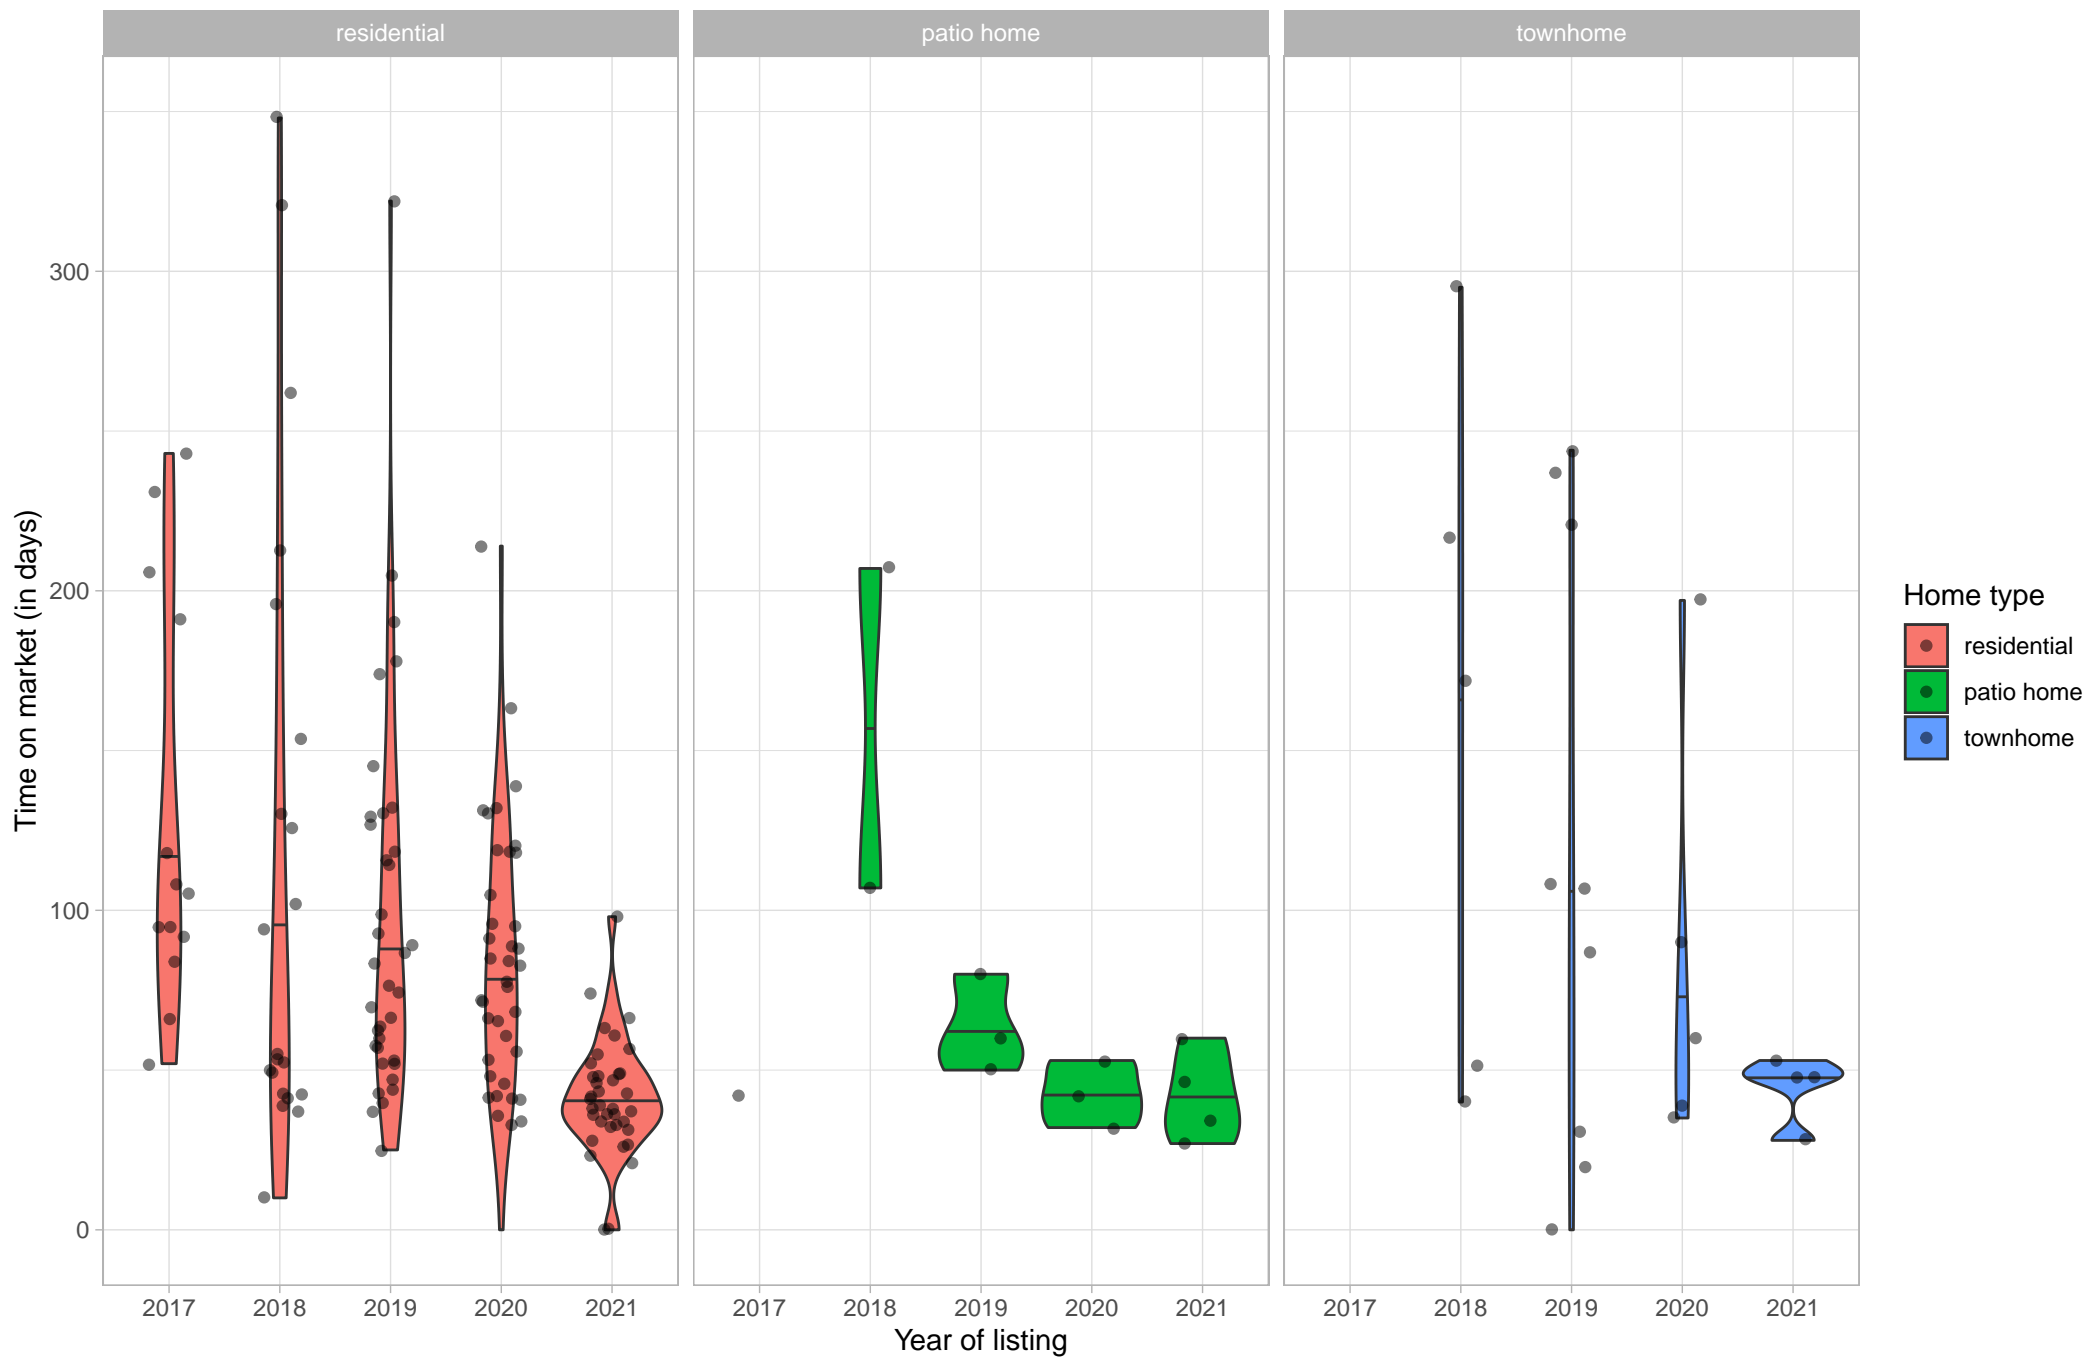 residential
patio home
townhome
Time on market (in days)
300
200
100
0
2017 2018 2019 2020 2021
2017 2018 2019 2020 2021
2017 2018 2019 2020 2021
Year of listing
Home type
residential
patio home
townhome